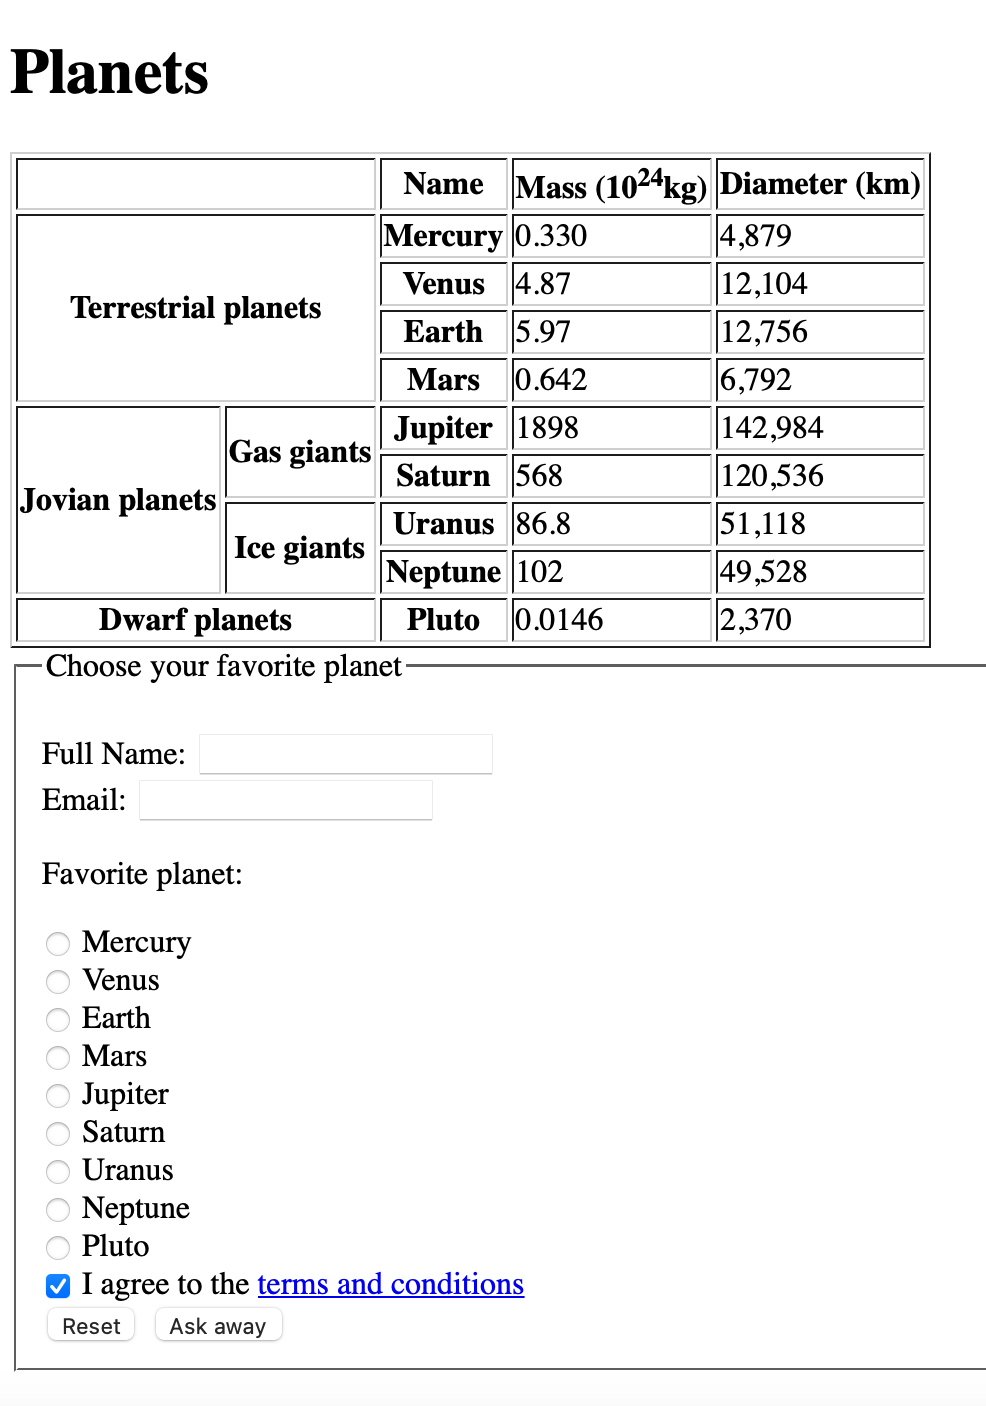 Planets
Name Mass (10²⁴kg) Diameter (km)
Terrestrial planets
Mercury 0.330 4,879
Venus 4.87 12,104
Earth 5.97 12,756
Mars 0.642 6,792
Jovian planets
Gas giants
Jupiter 1898 142,984
Saturn 568 120,536
Ice giants
Uranus 86.8 51,118
Neptune 102 49,528
Dwarf planets Pluto 0.0146 2,370
Choose your favorite planet
Full Name:
Email:
Favorite planet:
Mercury
Venus
Earth
Mars
Jupiter
Saturn
Uranus
Neptune
Pluto
I agree to the terms and conditions
Reset Ask away